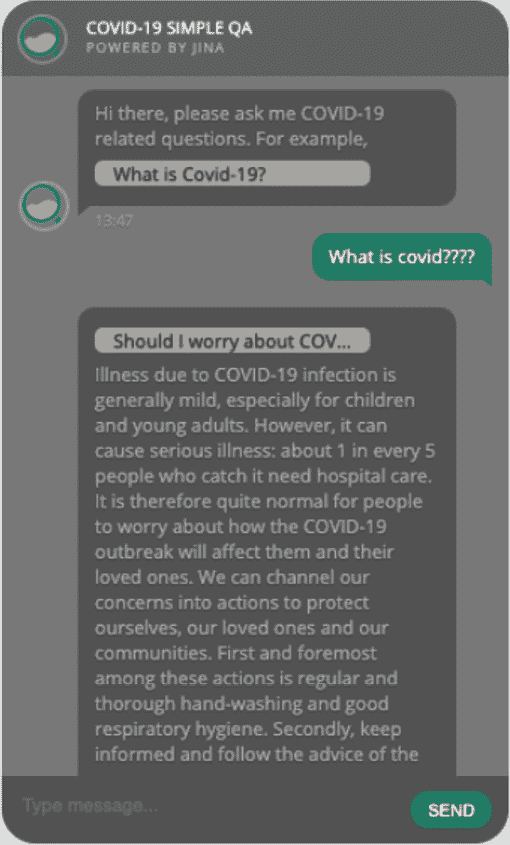 COVID-19 SIMPLE QA
POWERED BY JINA
Hi there, please ask me COVID-19
related questions. For example,
What is Covid-19?
13:47
What is covid????
Should I worry about COV...
Illness due to COVID-19 infection is
generally mild, especially for children
and young adults. However, it can
cause serious illness: about 1 in every 5
people who catch it need hospital care.
It is therefore quite normal for people
to worry about how the COVID-19
outbreak will affect them and their
loved ones. We can channel our
concerns into actions to protect
ourselves, our loved ones and our
communities. First and foremost
among these actions is regular and
thorough hand-washing and good
respiratory hygiene. Secondly, keep
informed and follow the advice of the
Type message...
SEND